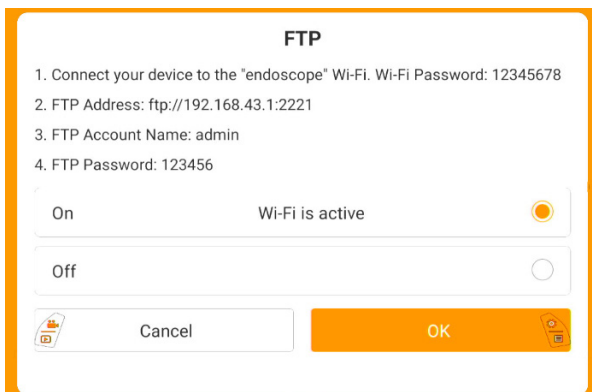 FTP
1. Connect your device to the "endoscope" Wi-Fi. Wi-Fi Password: 12345678
2. FTP Address: ftp://192.168.43.1:2221
3. FTP Account Name: admin
4. FTP Password: 123456
On Wi-Fi is active
Off
Cancel OK